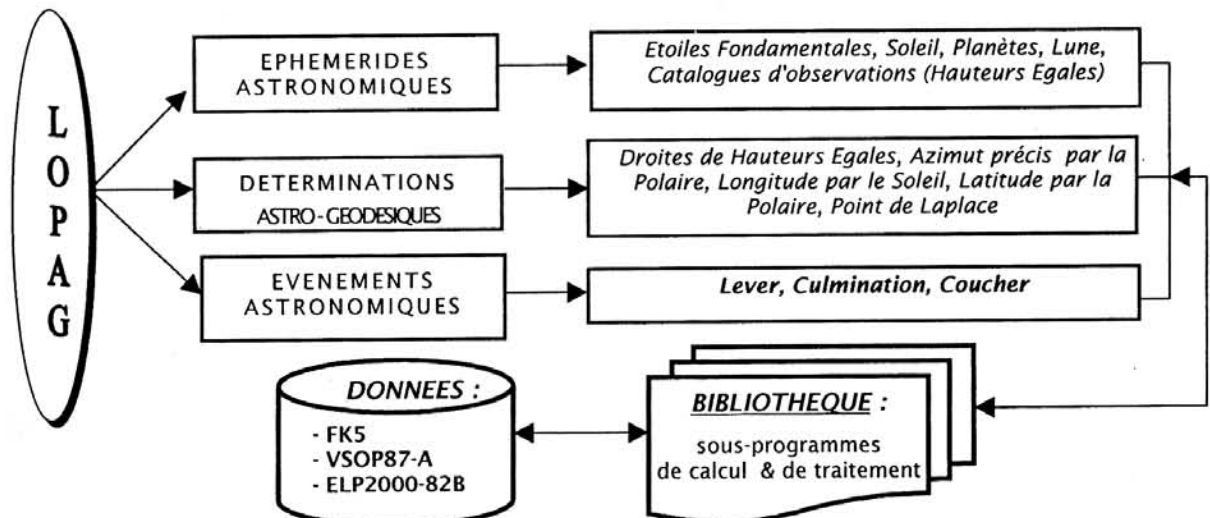 LOPAG
EPHEMERIDES
ASTRONOMIQUES
Etoiles Fondamentales, Soleil, Planètes, Lune,
Catalogues d'observations (Hauteurs Egales)
DETERMINATIONS
ASTRO-GEODESIQUES
Droites de Hauteurs Egales, Azimut précis par la
Polaire, Longitude par le Soleil, Latitude par la
Polaire, Point de Laplace
EVENEMENTS
ASTRONOMIQUES
Lever, Culmination, Coucher
DONNEES :
- FK5
- VSOP87-A
- ELP2000-82B
BIBLIOTHEQUE :
sous-programmes
de calcul & de traitement